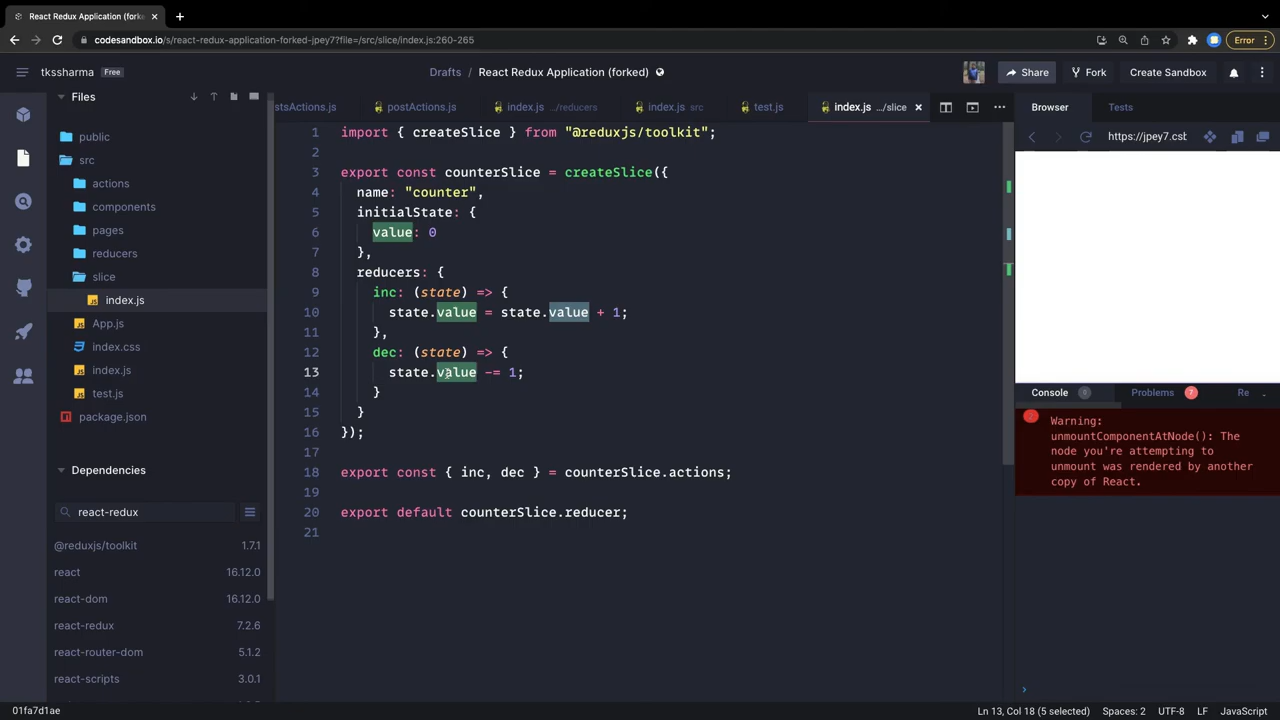 React Redux Application (forked)
codesandbox.io/s/react-redux-application-forked-jpey7?file=/src/slice/index.js:260-265
Error
tkssharma Free
Drafts / React Redux Application (forked)
Share
Fork
Create Sandbox
Files
stsActions.js
postActions.js
index.js .../reducers
index.js src
test.js
index.js .../slice
Browser
Tests
https://jpey7.csb
public
src
actions
components
pages
reducers
slice
index.js
App.js
index.css
index.js
test.js
package.json
Dependencies
react-redux
@reduxjs/toolkit 1.7.1
react 16.12.0
react-dom 16.12.0
react-redux 7.2.6
react-router-dom 5.1.2
react-scripts 3.0.1
1 import { createSlice } from "@reduxjs/toolkit";
2
3 export const counterSlice = createSlice({
4 name: "counter",
5 initialState: {
6 value: 0
7 },
8 reducers: {
9 inc: (state) => {
10 state.value = state.value + 1;
11 },
12 dec: (state) => {
13 state.value -= 1;
14 }
15 }
16 });
17
18 export const { inc, dec } = counterSlice.actions;
19
20 export default counterSlice.reducer;
21
Console
Problems 7
Re
Warning:
unmountComponentAtNode(): The
node you're attempting to
unmount was rendered by another
copy of React.
01fa7d1ae
Ln 13, Col 18 (5 selected)
Spaces: 2
UTF-8
LF
JavaScript